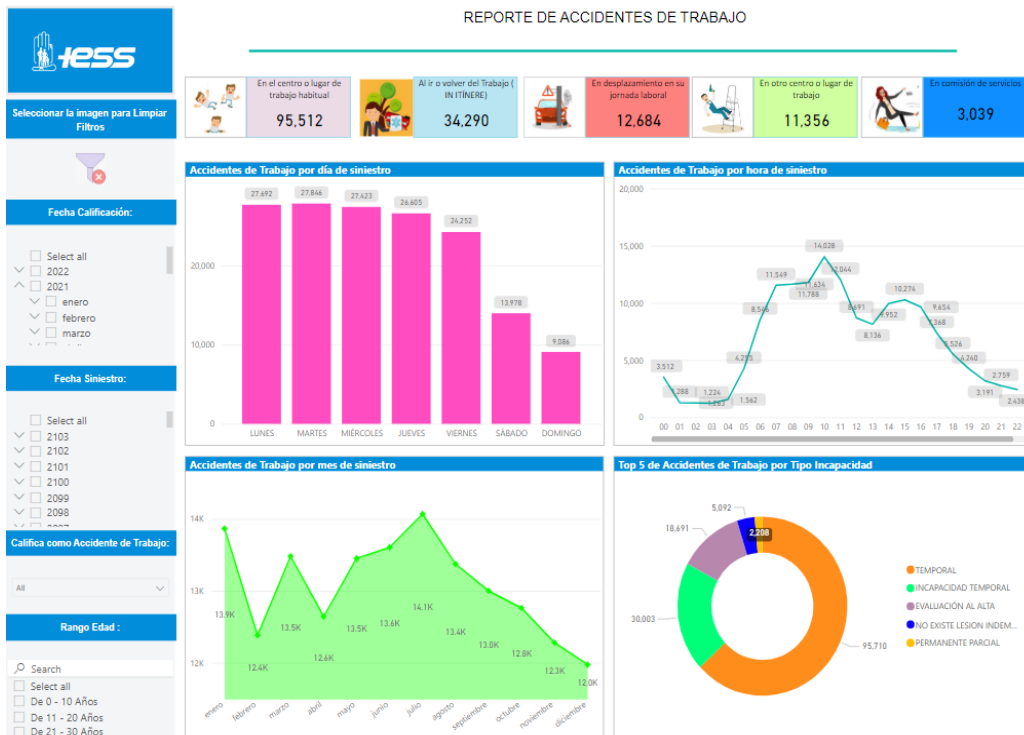 REPORTE DE ACCIDENTES DE TRABAJO
iess
Seleccionar la imagen para Limpiar
Filtros
Fecha Calificación:
Select all
2022
2021
enero
febrero
marzo
Fecha Siniestro:
Select all
2103
2102
2101
2100
2099
2098
Califica como Accidente de Trabajo:
All
Rango Edad :
Search
Select all
De 0 - 10 Años
De 11 - 20 Años
De 21 - 30 Años
En el centro o lugar de
trabajo habitual
95,512
Al ir o volver del Trabajo (
IN ITÍNERE)
34,290
En desplazamiento en su
jornada laboral
12,684
En otro centro o lugar de
trabajo
11,356
En comisión de servicios
3,039
Accidentes de Trabajo por día de siniestro
27.692
27.846
27.423
26.605
24.252
13.978
9.086
20,000
10,000
0
LUNES MARTES MIÉRCOLES JUEVES VIERNES SÁBADO DOMINGO
Accidentes de Trabajo por hora de siniestro
20,000
15,000
10,000
5,000
0
3.512
1.224
1.562
4.255
8.546
11.549
11.788
11.634
14.028
12.044
8.691
8.136
9.952
10.274
9.654
4.240
3.191
2.759
2.438
00 01 02 03 04 05 06 07 08 09 10 11 12 13 14 15 16 17 18 19 20 21 22
Accidentes de Trabajo por mes de siniestro
14K
13K
12K
13.9K
12.4K
13.5K
12.6K
13.5K
13.6K
14.1K
13.4K
13.0K
12.8K
12.3K
12.0K
enero febrero marzo abril mayo junio julio agosto septiembre octubre noviembre diciembre
Top 5 de Accidentes de Trabajo por Tipo Incapacidad
5,092
2,208
18,691
30,003
95,710
TEMPORAL
INCAPACIDAD TEMPORAL
EVALUACIÓN AL ALTA
NO EXISTE LESION INDEM...
PERMANENTE PARCIAL